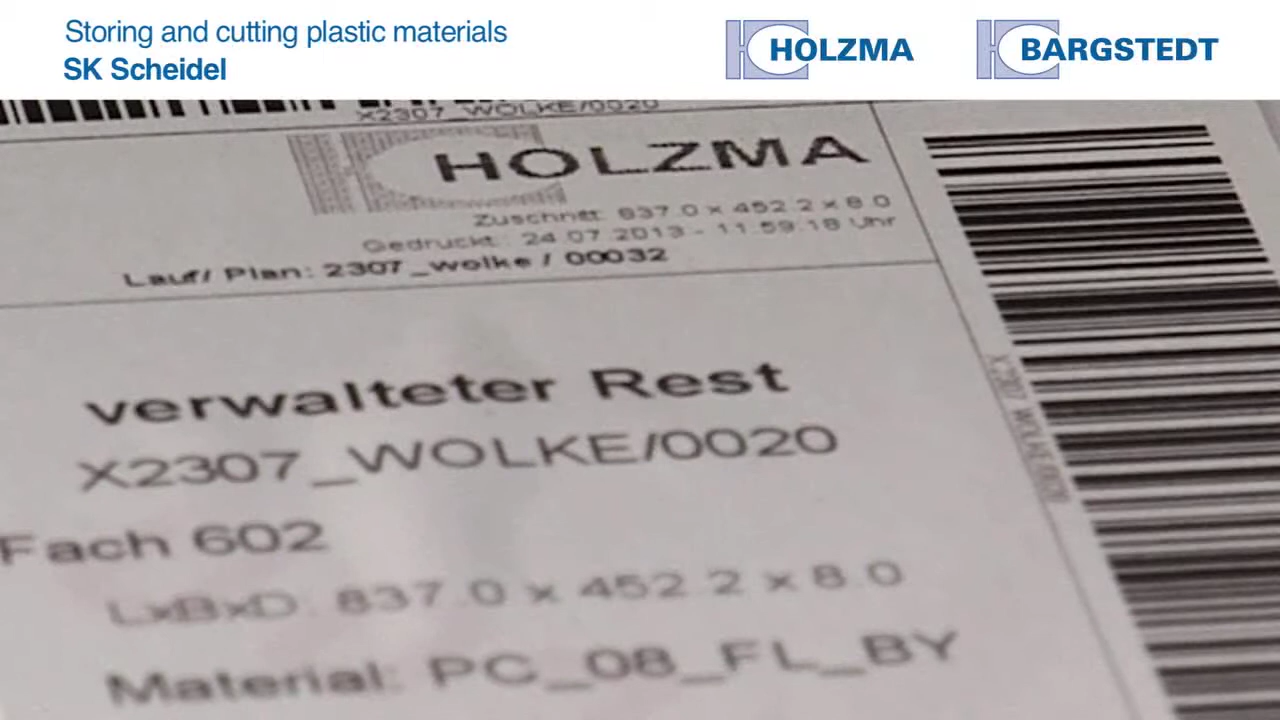 Storing and cutting plastic materials
SK Scheidel
HOLZMA
BARGSTEDT
X2307_WOLKE/0020
HOLZMA
Zuschnitt: 837.0 x 452.2 x 8.0
Gedruckt: 24.07.2013 - 11:59:18 Uhr
Lauf/ Plan: 2307_Wolke / 00032
verwalteter Rest
X2307_WOLKE/0020
Fach 602
LxBxD: 837.0 x 452.2 x 8.0
Material: PC_08_FL_BY
X2307_WOLKE/0020